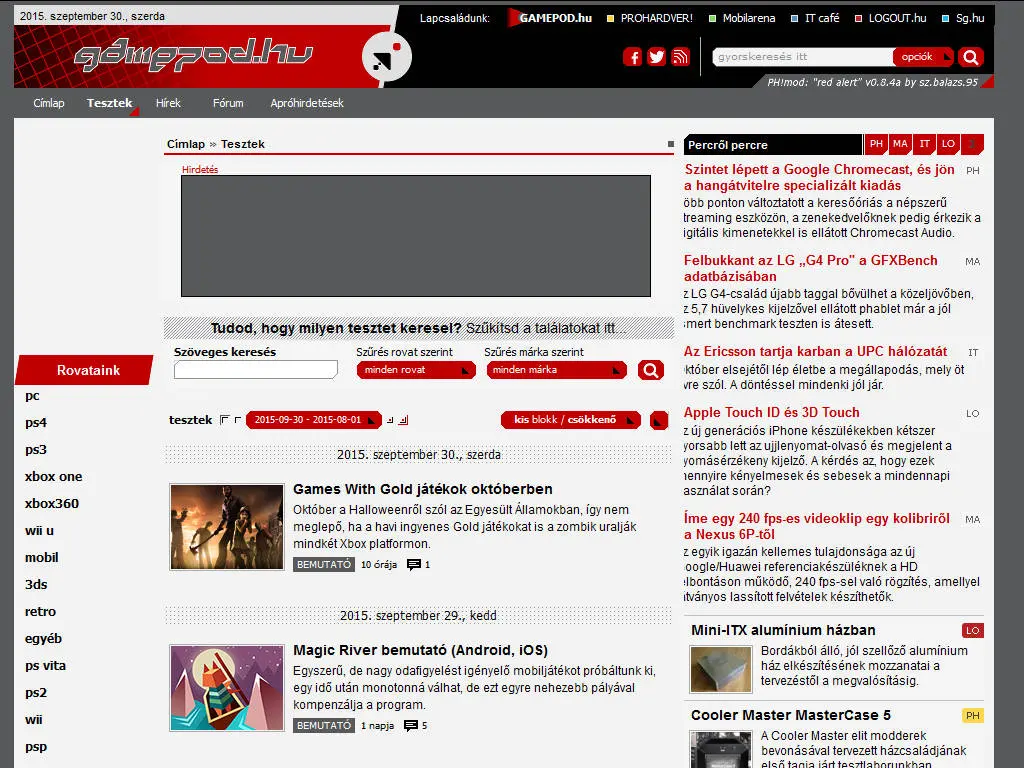 2015. szeptember 30., szerda
Lapcsaládunk: GAMEPOD.hu PROHARDVER! Mobilarena IT café LOGOUT.hu Sg.hu
gamepod.hu
gyorskeresés itt opciók
PH!mod: "red alert" v0.8.4a by sz.balazs.95
Címlap Tesztek Hírek Fórum Apróhirdetések
Címlap » Tesztek
Hirdetés
Tudod, hogy milyen tesztet keresel? Szűkítsd a találatokat itt...
Szöveges keresés Szűrés rovat szerint Szűrés márka szerint
minden rovat minden márka
Rovataink
pc
ps4
ps3
xbox one
xbox360
wii u
mobil
3ds
retro
egyéb
ps vita
ps2
wii
psp
tesztek 2015-09-30 - 2015-08-01 kis blokk / csökkenő
2015. szeptember 30., szerda
Games With Gold játékok októberben
Október a Halloweenról szól az Egyesült Államokban, így nem
meglepő, ha a havi ingyenes Gold játékokat is a zombik uralják
mindkét Xbox platformon.
BEMUTATÓ 10 órája 1
2015. szeptember 29., kedd
Magic River bemutató (Android, iOS)
Egyszerű, de nagy odafigyelést igénylő mobiljátékot próbáltunk ki,
egy idő után monotonná válhat, de ezt egyre nehezebb pályával
kompenzálja a program.
BEMUTATÓ 1 napja 5
Percről percre PH MA IT LO
Szintet lépett a Google Chromecast, és jön PH
a hangátvitelre specializált kiadás
öbb ponton változtatott a keresőóriás a népszerű
treaming eszközön, a zenekedvelőknek pedig érkezik a
igitális kimenetekkel is ellátott Chromecast Audio.
Felbukkant az LG „G4 Pro" a GFXBench MA
adatbázisában
z LG G4-család újabb taggal bővülhet a közeljövőben,
z 5,7 hüvelykes kijelzővel ellátott phablet már a jól
smert benchmark teszten is átesett.
Az Ericsson tartja karban a UPC hálózatát IT
któber elsejétől lép életbe a megállapodás, mely öt
vre szól. A döntéssel mindenki jól jár.
Apple Touch ID és 3D Touch LO
z új generációs iPhone készülékekben kétszer
yorsabb lett az ujjlenyomat-olvasó és megjelent a
yomásérzékeny kijelző. A kérdés az, hogy ezek
ennyire kényelmesek és sebesek a mindennapi
asználat során?
Íme egy 240 fps-es videoklip egy kolibriről MA
a Nexus 6P-től
z egyik igazán kellemes tulajdonsága az új
oogle/Huawei referenciakészüléknek a HD
elbontáson működő, 240 fps-sel való rögzítés, amellyel
átványos lassított felvételek készíthetők.
Mini-ITX alumínium házban LO
Bordákból álló, jól szellőző alumínium
ház elkészítésének mozzanatai a
tervezéstől a megvalósításig.
Cooler Master MasterCase 5 PH
A Cooler Master elit modderek
bevonásával tervezett házcsaládjának
első tagja járt tesztlaborunkban.